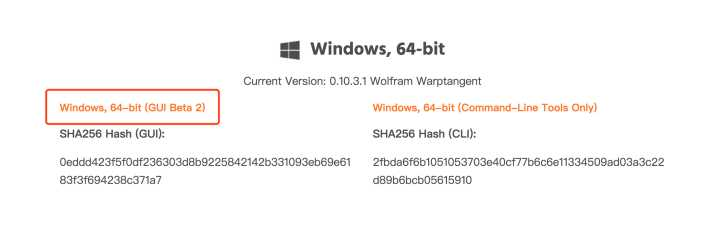 Windows, 64-bit
Current Version: 0.10.3.1 Wolfram Warptangent
Windows, 64-bit (GUI Beta 2)
SHA256 Hash (GUI):
0eddd423f5f0df236303d8b9225842142b331093eb69e61
83f3f694238c371a7
Windows, 64-bit (Command-Line Tools Only)
SHA256 Hash (CLI):
2fbda6f6b1051053703e40cf77b6c6e11334509ad03a3c22
d89b6bcb05615910